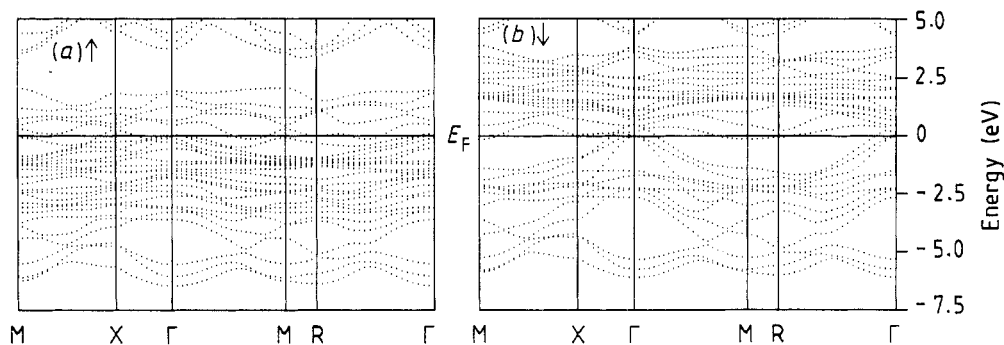 (a)↑
(b)↓
5.0
2.5
E_F
0
-2.5
-5.0
-7.5
Energy (eV)
M X Γ M R Γ
M X Γ M R Γ